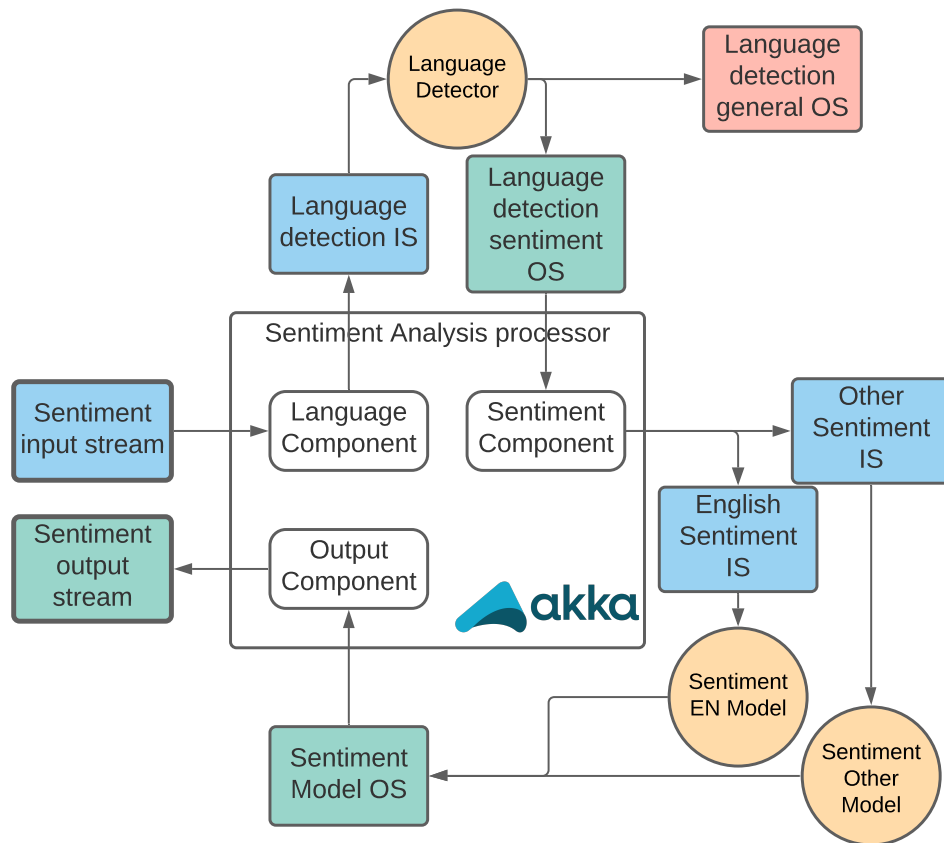 Language
Detector
Language
detection
general OS
Language
detection IS
Language
detection
sentiment
OS
Sentiment Analysis processor
Sentiment
input stream
Language
Component
Sentiment
Component
Other
Sentiment
IS
English
Sentiment
IS
Sentiment
output
stream
Output
Component
akka
Sentiment
EN Model
Sentiment
Model OS
Sentiment
Other
Model